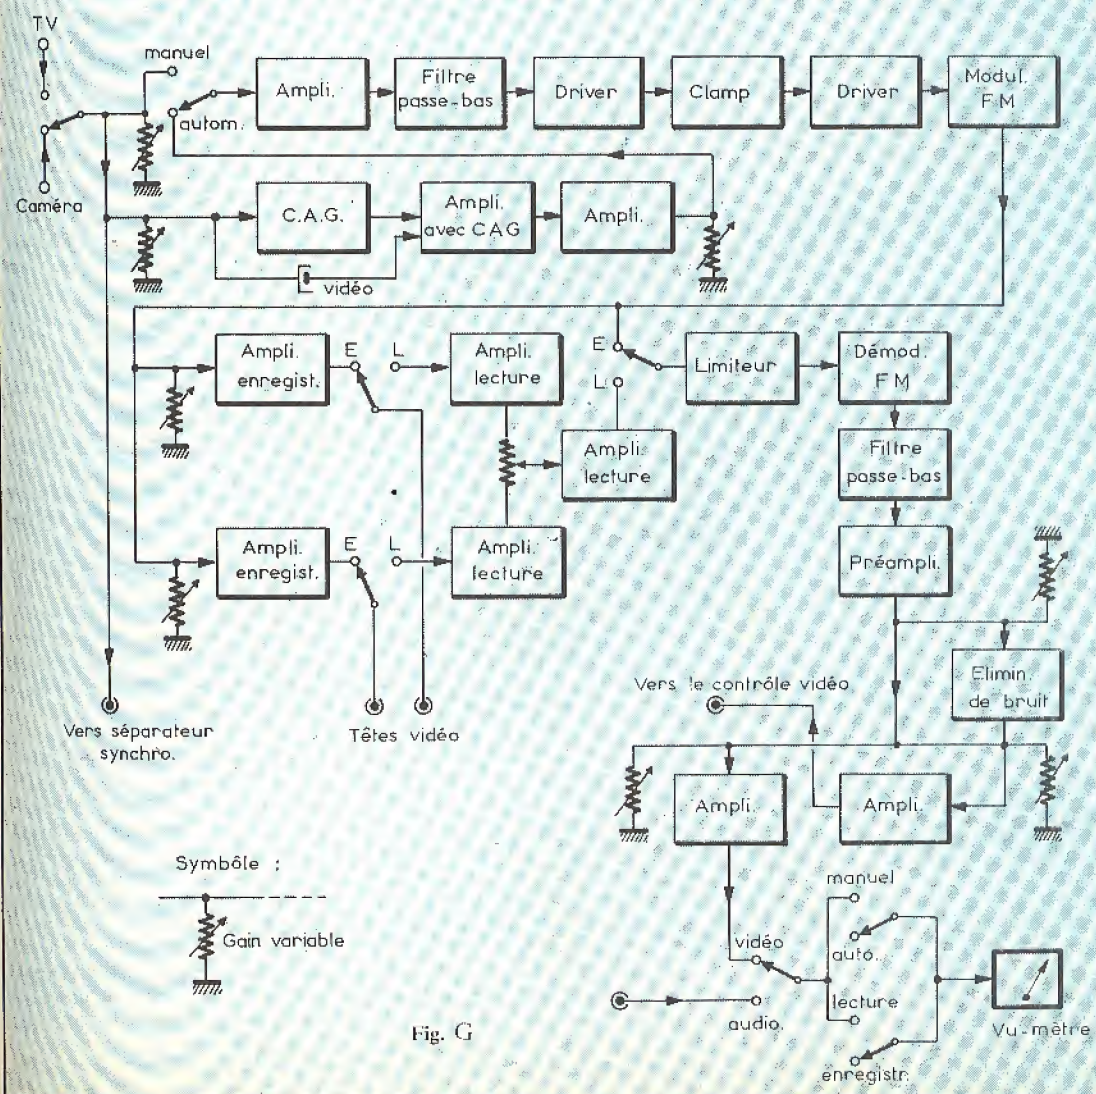 TV
manuel
Ampli.
Filtre
passe-bas
Driver
Clamp
Driver
Modul.
FM
autom.
Caméra
C.A.G.
Ampli.
avec CAG
Ampli.
vidéo
Ampli.
enregist.
E
L
Ampli.
lecture
E
L
Limiteur
Démod.
FM
Ampli.
lecture
Filtre
passe-bas
Ampli.
enregist.
E
L
Ampli.
lecture
Préampli.
Elimin.
de bruit
Vers le contrôle vidéo
Vers séparateur
synchro.
Têtes vidéo
Ampli.
Ampli.
Symbôle :
Gain variable
manuel
vidéo
auto.
lecture
audio.
Vu-mètre
enregistr.
Fig. G